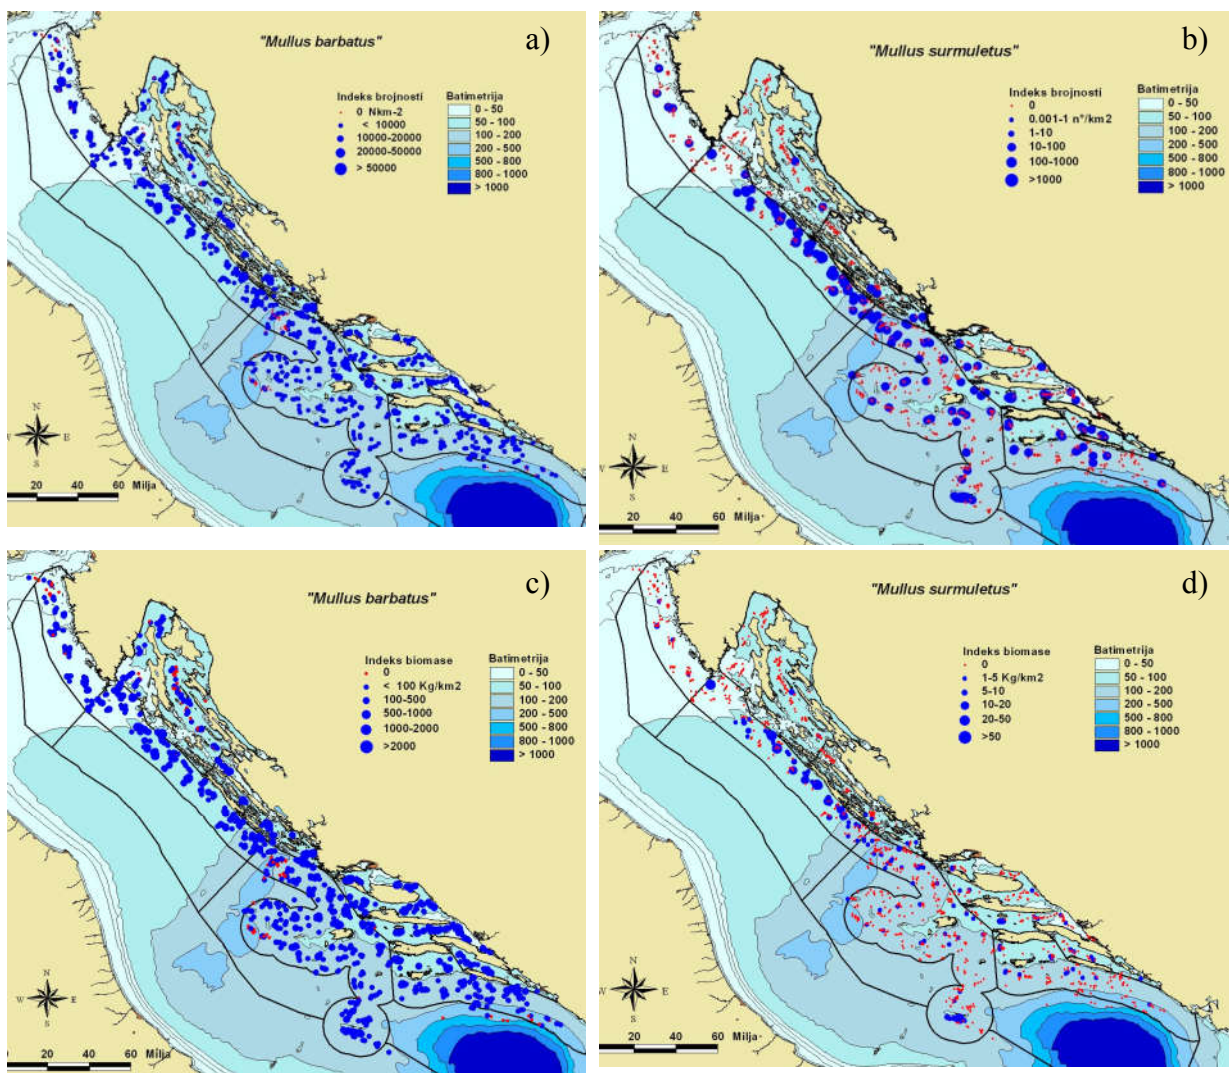 a)
"Mullus barbatus"
Indeks brojnosti
0 Nkm-2
< 10000
10000-20000
20000-50000
> 50000
Batimetrija
0 - 50
50 - 100
100 - 200
200 - 500
500 - 800
800 - 1000
> 1000
N
E
S
20 40 60 Milja
b)
"Mullus surmuletus"
Indeks brojnosti
0
0.001-1 n°/km2
1-10
10-100
100-1000
>1000
Batimetrija
0 - 50
50 - 100
100 - 200
200 - 500
500 - 800
800 - 1000
> 1000
N
W E
S
20 40 60 Milja
c)
"Mullus barbatus"
Indeks biomase
0
< 100 Kg/km2
100-500
500-1000
1000-2000
>2000
Batimetrija
0 - 50
50 - 100
100 - 200
200 - 500
500 - 800
800 - 1000
> 1000
N
W E
S
20 40 60 Milja
d)
"Mullus surmuletus"
Indeks biomase
0
1-5 Kg/km2
5-10
10-20
20-50
>50
Batimetrija
0 - 50
50 - 100
100 - 200
200 - 500
500 - 800
800 - 1000
> 1000
N
W E
S
20 40 60 Milja